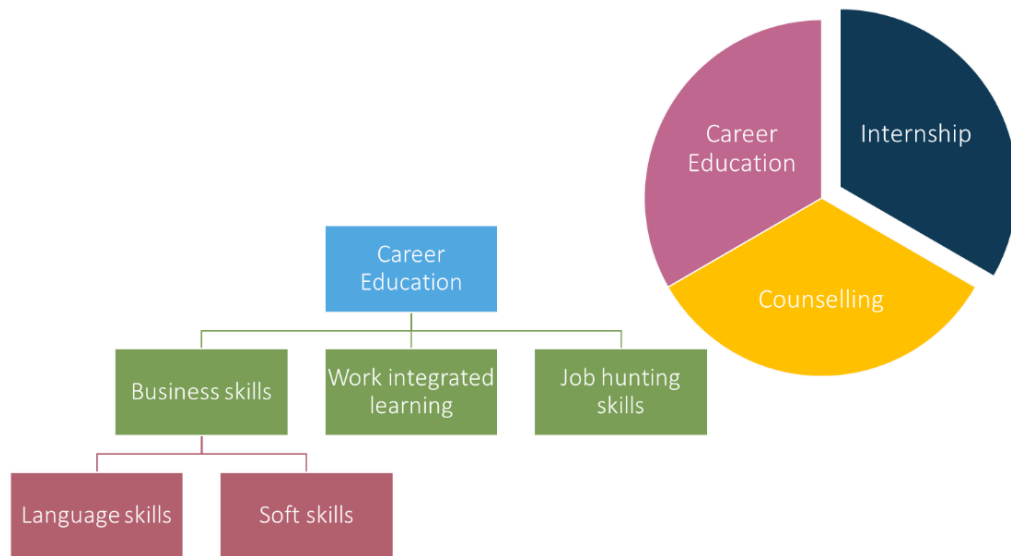 Career
Education
Internship
Counselling
Career
Education
Business skills
Work integrated
learning
Job hunting
skills
Language skills
Soft skills